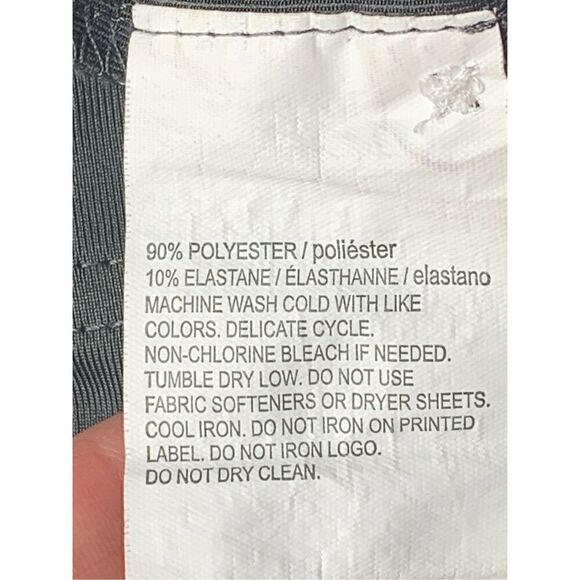 90% POLYESTER / poliéster
10% ELASTANE / ÉLASTHANNE / elastano
MACHINE WASH COLD WITH LIKE
COLORS. DELICATE CYCLE.
NON-CHLORINE BLEACH IF NEEDED.
TUMBLE DRY LOW. DO NOT USE
FABRIC SOFTENERS OR DRYER SHEETS.
COOL IRON. DO NOT IRON ON PRINTED
LABEL. DO NOT IRON LOGO.
DO NOT DRY CLEAN.